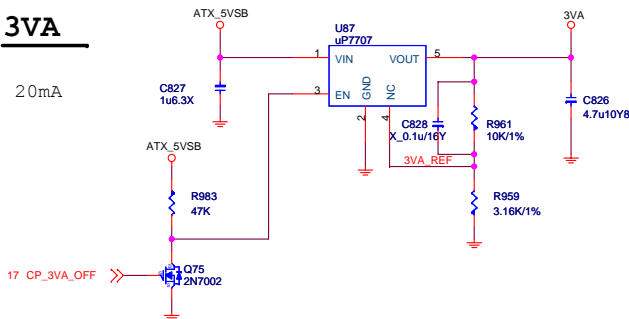 3VA
20mA
ATX_5VSB
3VA
U87
uP7707
1
VIN
VOUT
5
3
EN
GND
NC
2
4
C827
1u6.3X
C828
X_0.1u/16Y
R961
10K/1%
C826
4.7u10Y8
3VA_REF
ATX_5VSB
R983
47K
R959
3.16K/1%
17 CP_3VA_OFF
Q75
2N7002